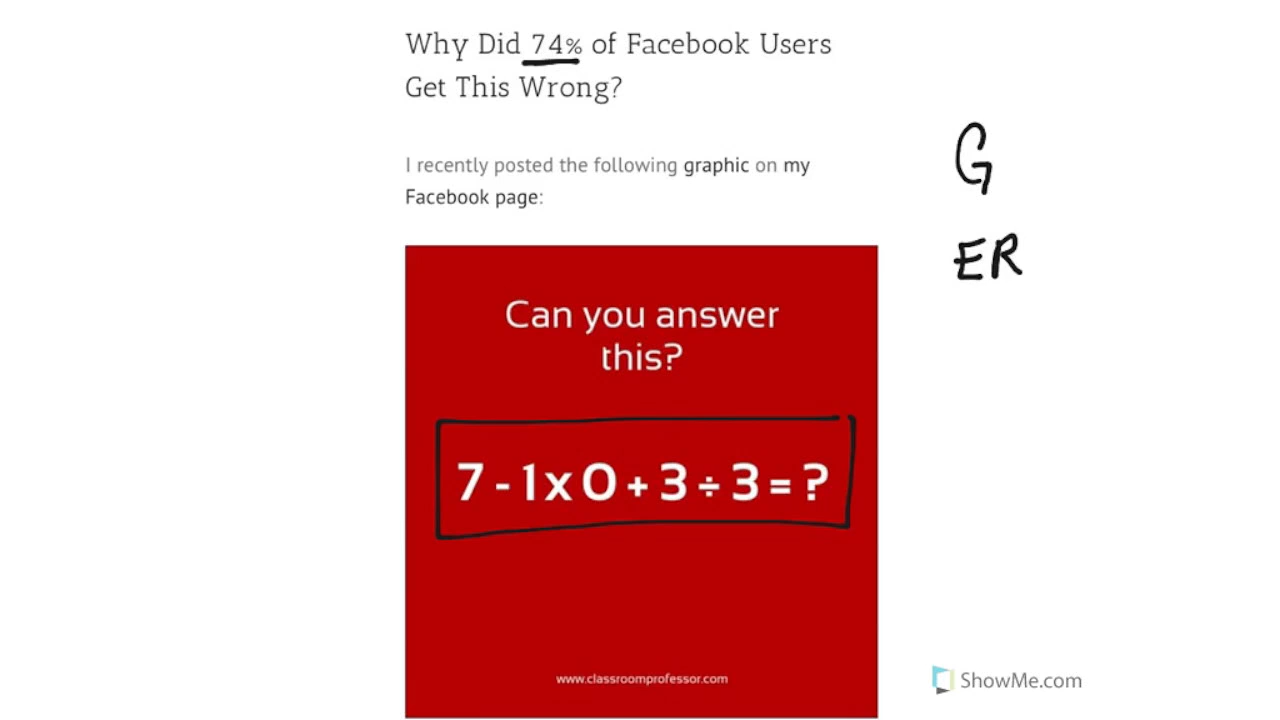 Why Did 74% of Facebook Users
Get This Wrong?
I recently posted the following graphic on my
Facebook page:
G
ER
Can you answer
this?
7 - 1 x 0 + 3 ÷ 3 = ?
www.classroomprofessor.com
ShowMe.com